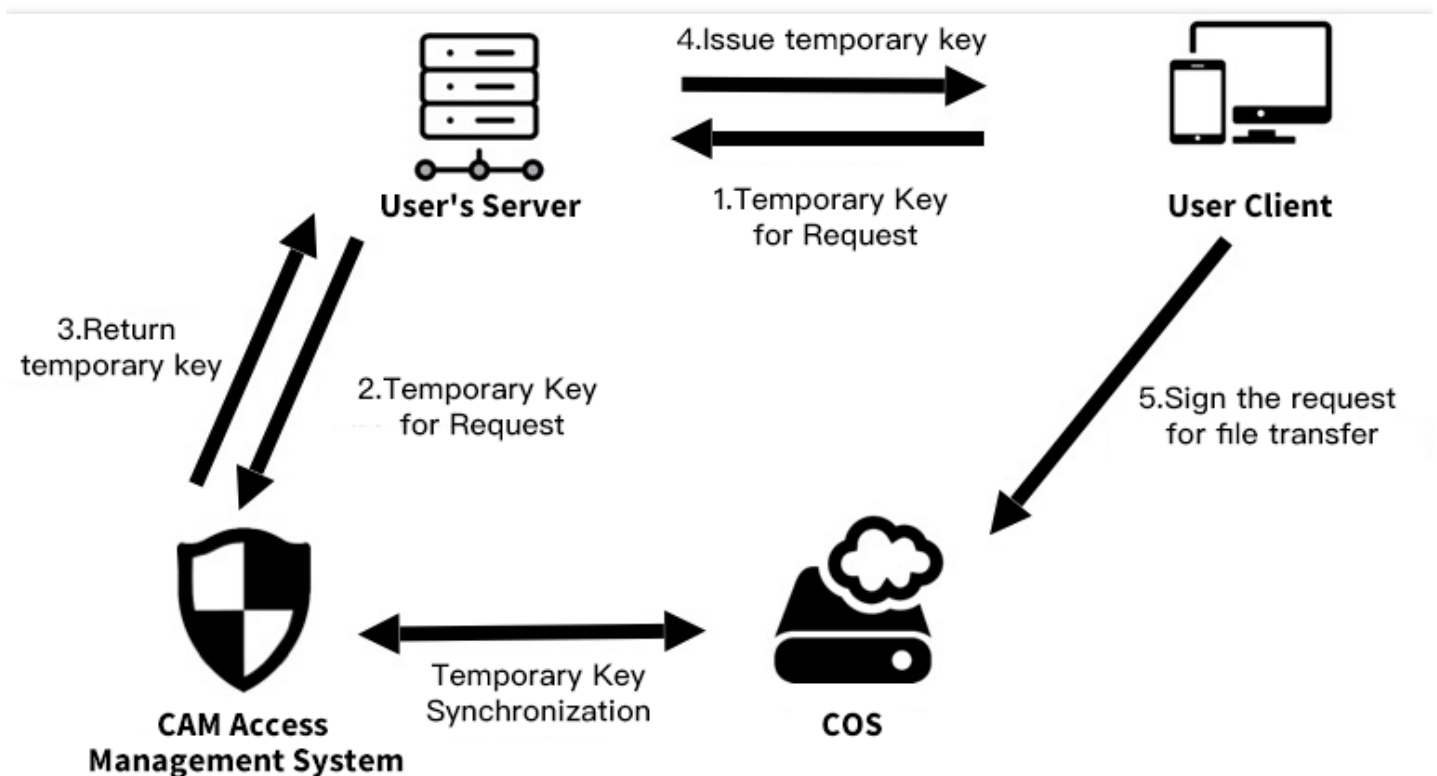 4.Issue temporary key
1.Temporary Key
for Request
User's Server
User Client
3.Return
temporary key
2.Temporary Key
for Request
5.Sign the request
for file transfer
Temporary Key
Synchronization
CAM Access
Management System
COS